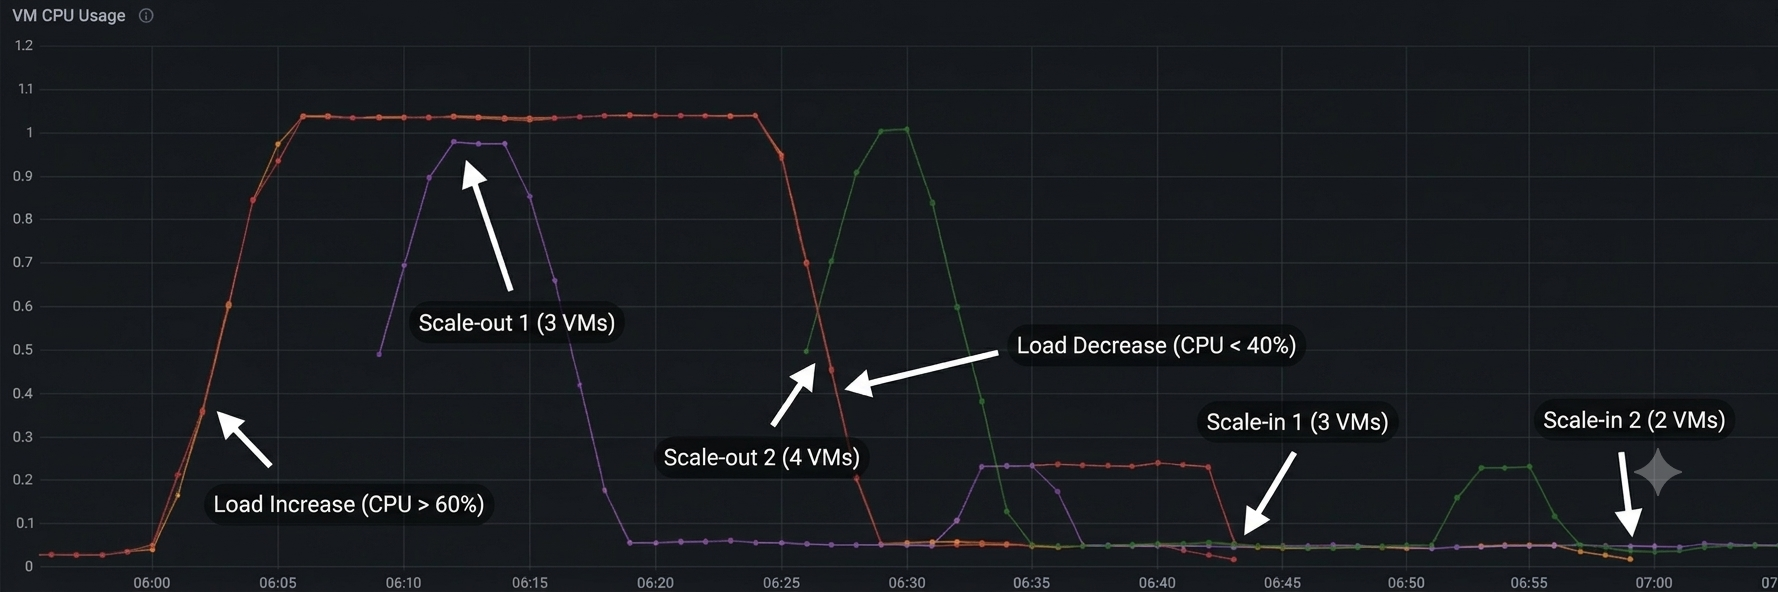 VM CPU Usage
1.2
1.1
1
0.9
0.8
0.7
0.6
0.5
0.4
0.3
0.2
0.1
0
Scale-out 1 (3 VMs)
Load Decrease (CPU < 40%)
Scale-in 1 (3 VMs)
Scale-in 2 (2 VMs)
Scale-out 2 (4 VMs)
Load Increase (CPU > 60%)
06:00 06:05 06:10 06:15 06:20 06:25 06:30 06:35 06:40 06:45 06:50 06:55 07:00 07